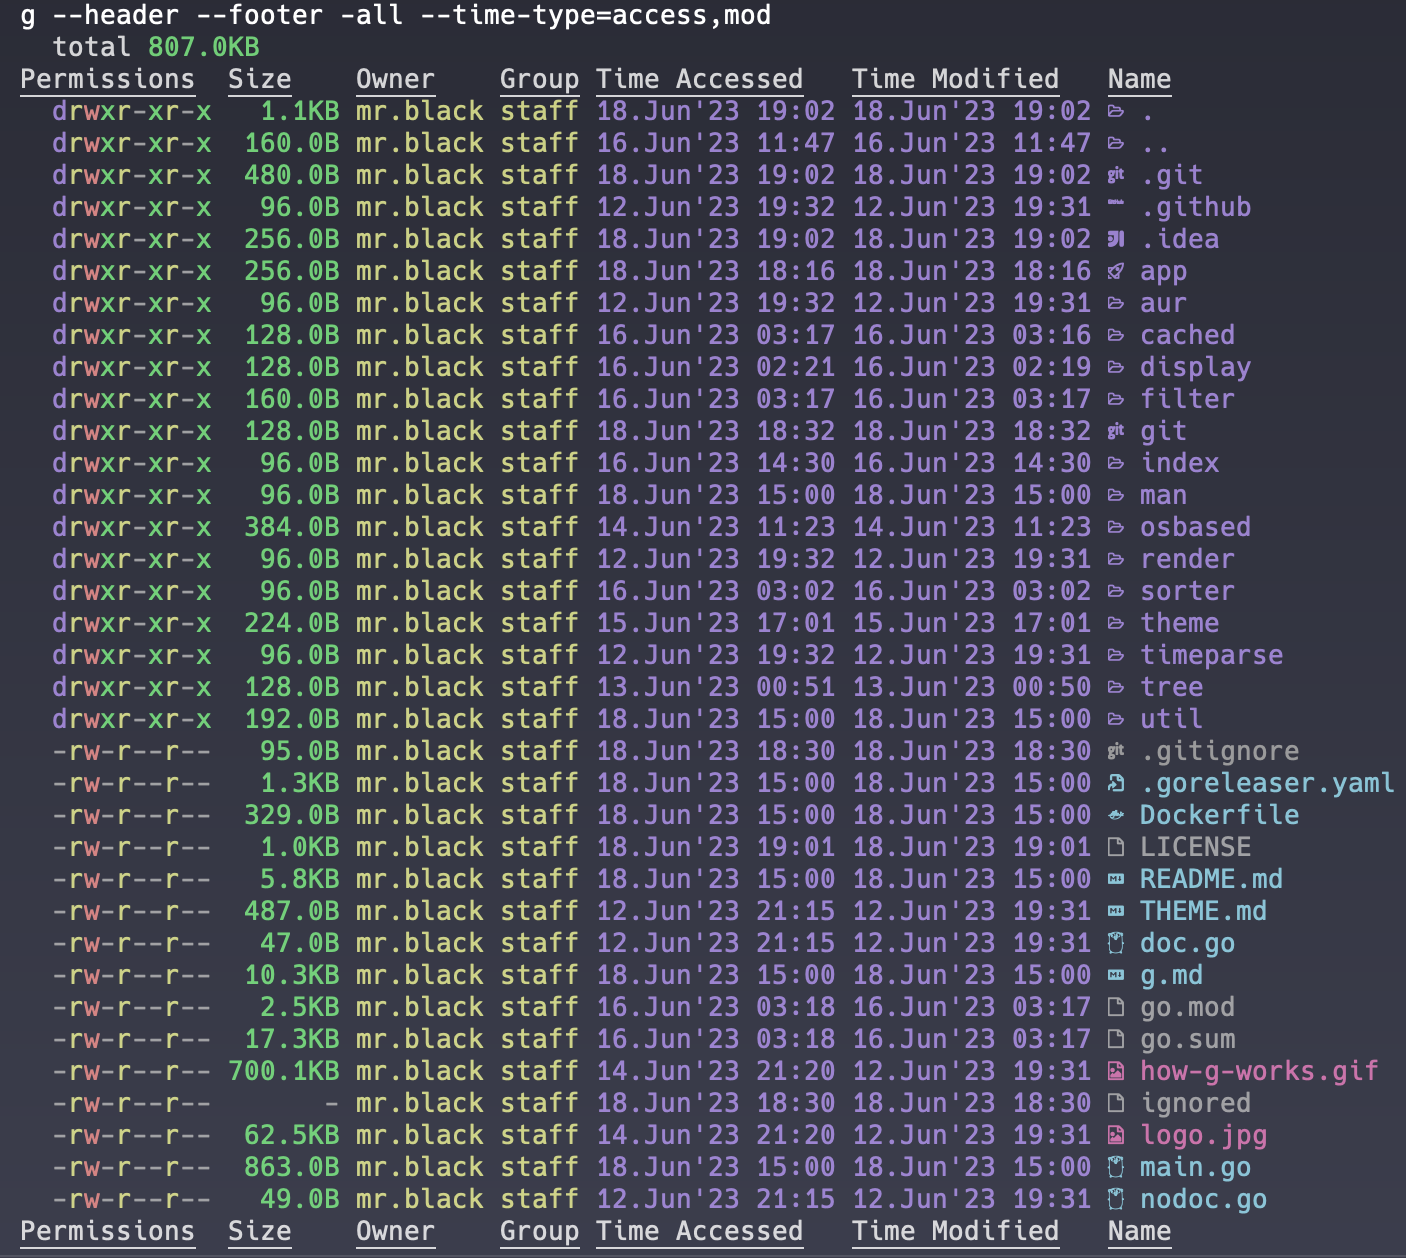 g --header --footer -all --time-type=access,mod
total 807.0KB
Permissions Size Owner Group Time Accessed Time Modified Name
drwxr-xr-x 1.1KB mr.black staff 18.Jun'23 19:02 18.Jun'23 19:02 .
drwxr-xr-x 160.0B mr.black staff 16.Jun'23 11:47 16.Jun'23 11:47 ..
drwxr-xr-x 480.0B mr.black staff 18.Jun'23 19:02 18.Jun'23 19:02 git .git
drwxr-xr-x 96.0B mr.black staff 12.Jun'23 19:32 12.Jun'23 19:31 .github
drwxr-xr-x 256.0B mr.black staff 18.Jun'23 19:02 18.Jun'23 19:02 .idea
drwxr-xr-x 256.0B mr.black staff 18.Jun'23 18:16 18.Jun'23 18:16 app
drwxr-xr-x 96.0B mr.black staff 12.Jun'23 19:32 12.Jun'23 19:31 aur
drwxr-xr-x 128.0B mr.black staff 16.Jun'23 03:17 16.Jun'23 03:16 cached
drwxr-xr-x 128.0B mr.black staff 16.Jun'23 02:21 16.Jun'23 02:19 display
drwxr-xr-x 160.0B mr.black staff 16.Jun'23 03:17 16.Jun'23 03:17 filter
drwxr-xr-x 128.0B mr.black staff 18.Jun'23 18:32 18.Jun'23 18:32 git git
drwxr-xr-x 96.0B mr.black staff 16.Jun'23 14:30 16.Jun'23 14:30 index
drwxr-xr-x 96.0B mr.black staff 18.Jun'23 15:00 18.Jun'23 15:00 man
drwxr-xr-x 384.0B mr.black staff 14.Jun'23 11:23 14.Jun'23 11:23 osbased
drwxr-xr-x 96.0B mr.black staff 12.Jun'23 19:32 12.Jun'23 19:31 render
drwxr-xr-x 96.0B mr.black staff 16.Jun'23 03:02 16.Jun'23 03:02 sorter
drwxr-xr-x 224.0B mr.black staff 15.Jun'23 17:01 15.Jun'23 17:01 theme
drwxr-xr-x 96.0B mr.black staff 12.Jun'23 19:32 12.Jun'23 19:31 timeparse
drwxr-xr-x 128.0B mr.black staff 13.Jun'23 00:51 13.Jun'23 00:50 tree
drwxr-xr-x 192.0B mr.black staff 18.Jun'23 15:00 18.Jun'23 15:00 util
-rw-r--r-- 95.0B mr.black staff 18.Jun'23 18:30 18.Jun'23 18:30 git .gitignore
-rw-r--r-- 1.3KB mr.black staff 18.Jun'23 15:00 18.Jun'23 15:00 .goreleaser.yaml
-rw-r--r-- 329.0B mr.black staff 18.Jun'23 15:00 18.Jun'23 15:00 Dockerfile
-rw-r--r-- 1.0KB mr.black staff 18.Jun'23 19:01 18.Jun'23 19:01 LICENSE
-rw-r--r-- 5.8KB mr.black staff 18.Jun'23 15:00 18.Jun'23 15:00 README.md
-rw-r--r-- 487.0B mr.black staff 12.Jun'23 21:15 12.Jun'23 19:31 THEME.md
-rw-r--r-- 47.0B mr.black staff 12.Jun'23 21:15 12.Jun'23 19:31 doc.go
-rw-r--r-- 10.3KB mr.black staff 18.Jun'23 15:00 18.Jun'23 15:00 g.md
-rw-r--r-- 2.5KB mr.black staff 16.Jun'23 03:18 16.Jun'23 03:17 go.mod
-rw-r--r-- 17.3KB mr.black staff 16.Jun'23 03:18 16.Jun'23 03:17 go.sum
-rw-r--r-- 700.1KB mr.black staff 14.Jun'23 21:20 12.Jun'23 19:31 how-g-works.gif
-rw-r--r-- - mr.black staff 18.Jun'23 18:30 18.Jun'23 18:30 ignored
-rw-r--r-- 62.5KB mr.black staff 14.Jun'23 21:20 12.Jun'23 19:31 logo.jpg
-rw-r--r-- 863.0B mr.black staff 18.Jun'23 15:00 18.Jun'23 15:00 main.go
-rw-r--r-- 49.0B mr.black staff 12.Jun'23 21:15 12.Jun'23 19:31 nodoc.go
Permissions Size Owner Group Time Accessed Time Modified Name